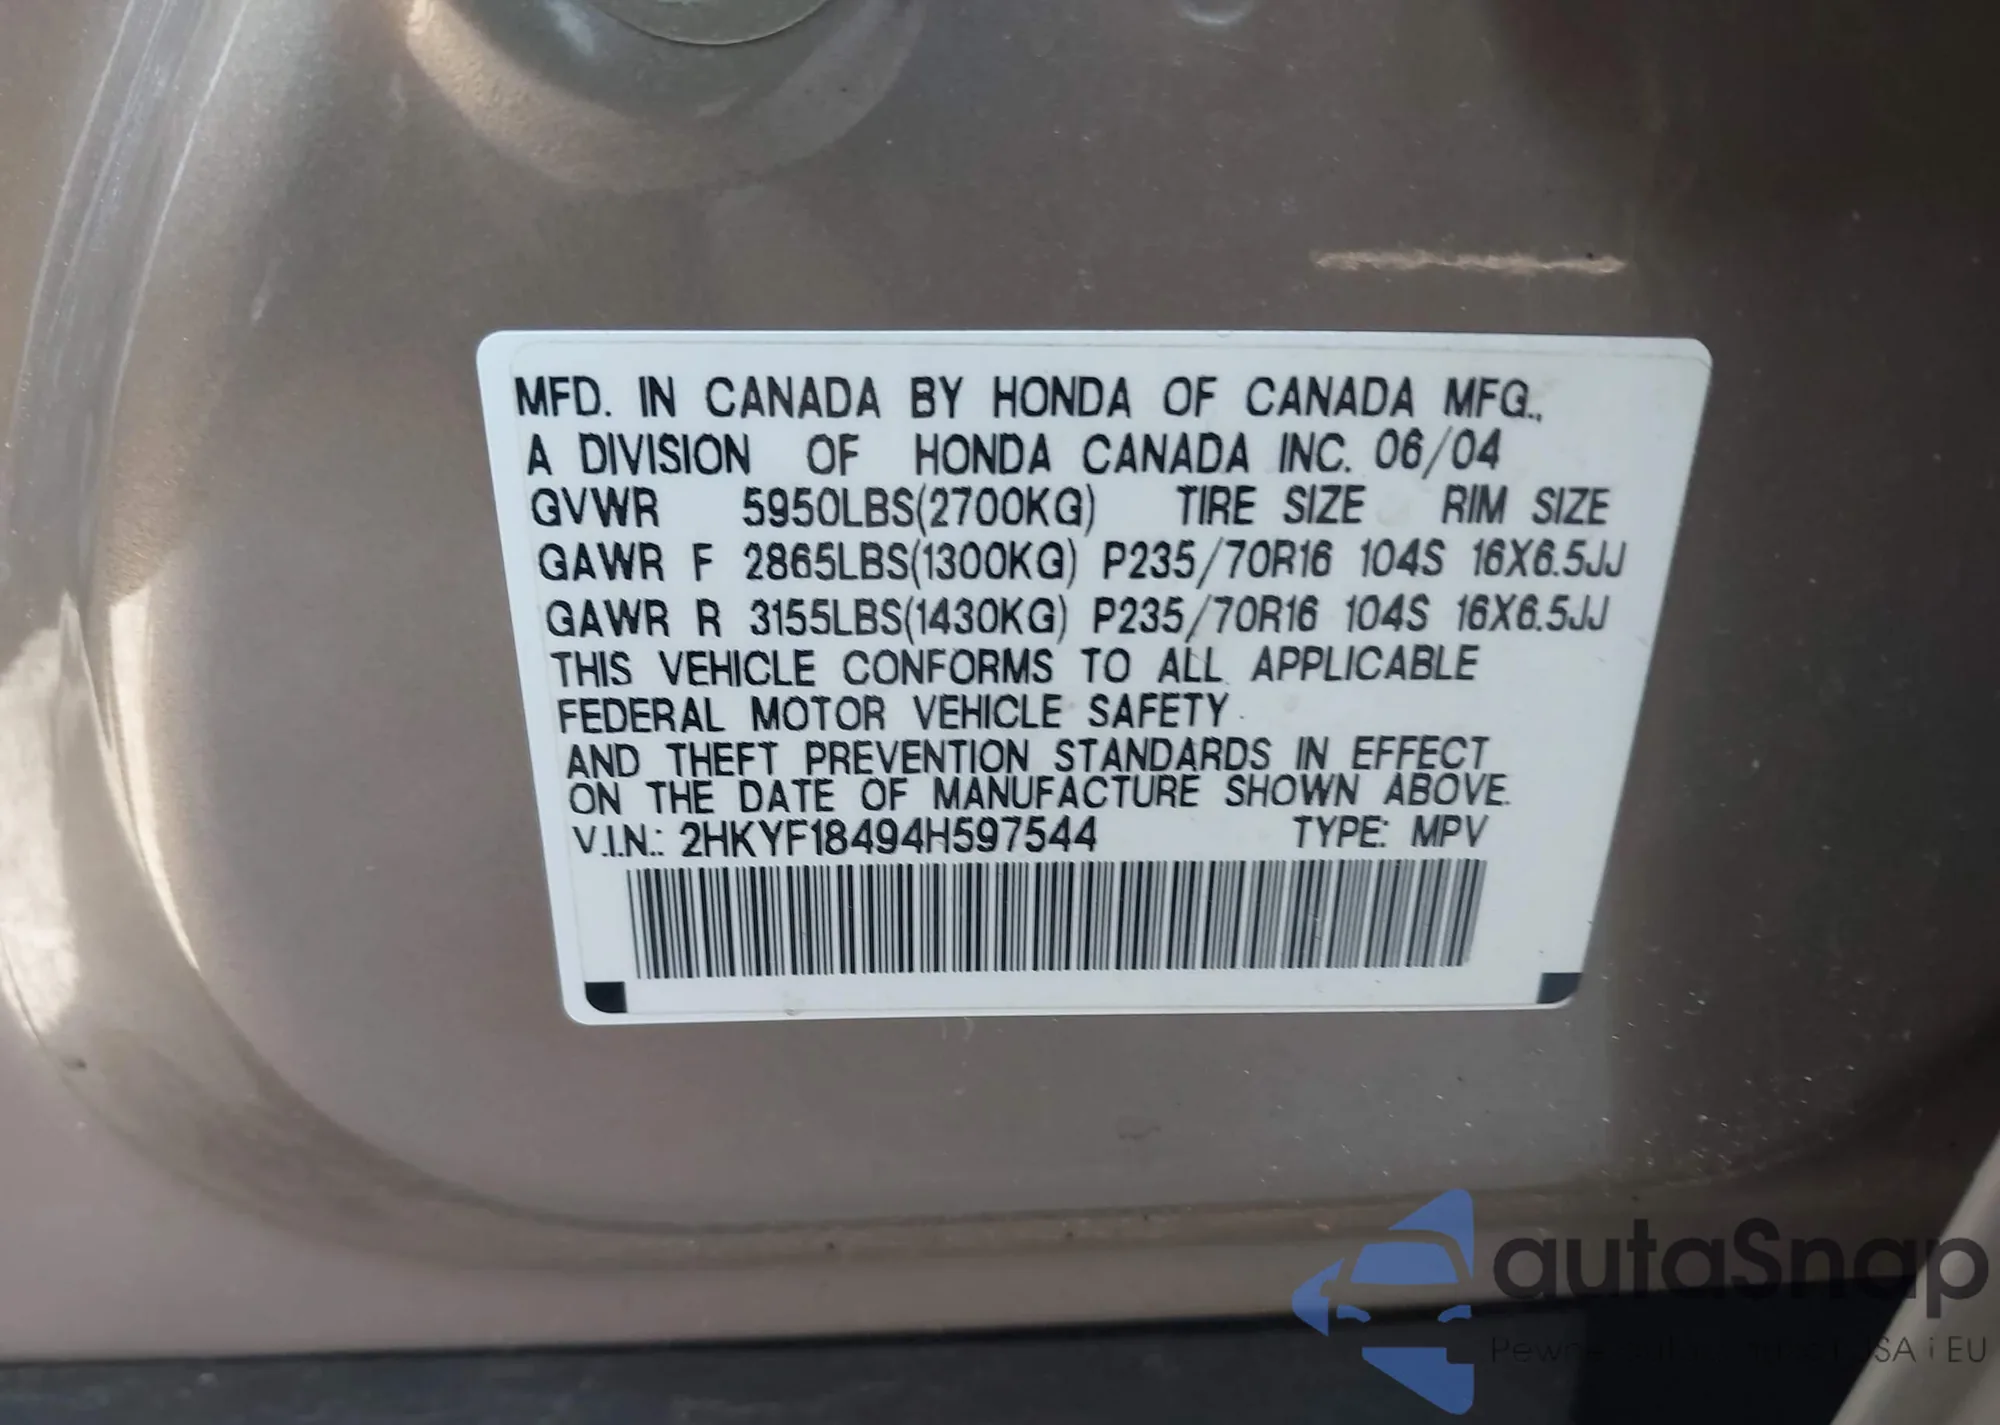 MFD. IN CANADA BY HONDA OF CANADA MFG.,
A DIVISION OF HONDA CANADA INC. 06/04
GVWR 5950LBS(2700KG) TIRE SIZE RIM SIZE
GAWR F 2865LBS(1300KG) P235/70R16 104S 16X6.5JJ
GAWR R 3155LBS(1430KG) P235/70R16 104S 16X6.5JJ
THIS VEHICLE CONFORMS TO ALL APPLICABLE
FEDERAL MOTOR VEHICLE SAFETY
AND THEFT PREVENTION STANDARDS IN EFFECT
ON THE DATE OF MANUFACTURE SHOWN ABOVE.
V.I.N.: 2HKYF18494H597544 TYPE: MPV
autaSnap
USA i EU